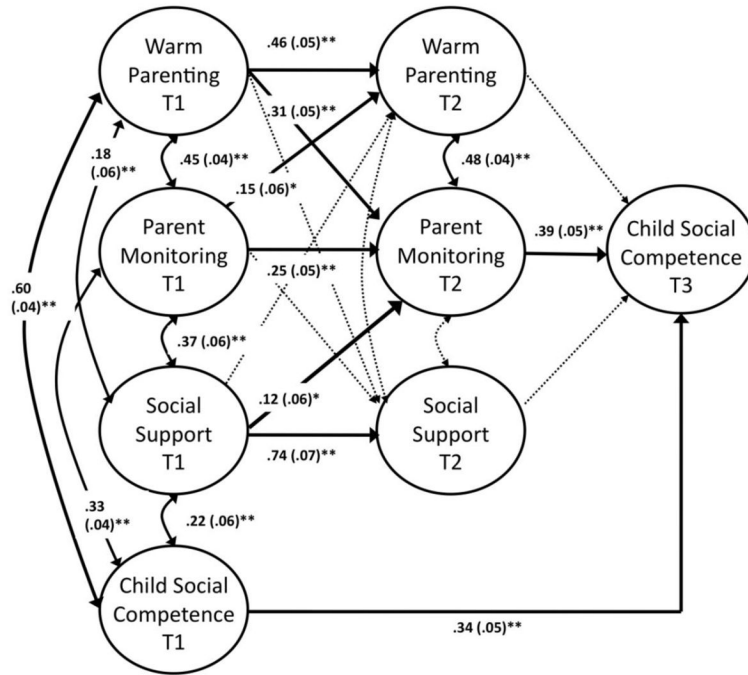 Warm
Parenting
T1
.46 (.05)**
Warm
Parenting
T2
.31 (.05)**
.18
(.06)**
.45 (.04)**
.48 (.04)**
.15 (.06)*
Parent
Monitoring
T1
Parent
Monitoring
T2
.39 (.05)**
Child Social
Competence
T3
.25 (.05)**
.60
(.04)**
.37 (.06)**
.12 (.06)*
Social
Support
T1
Social
Support
T2
.74 (.07)**
.33
(.04)**
.22 (.06)**
Child Social
Competence
T1
.34 (.05)**